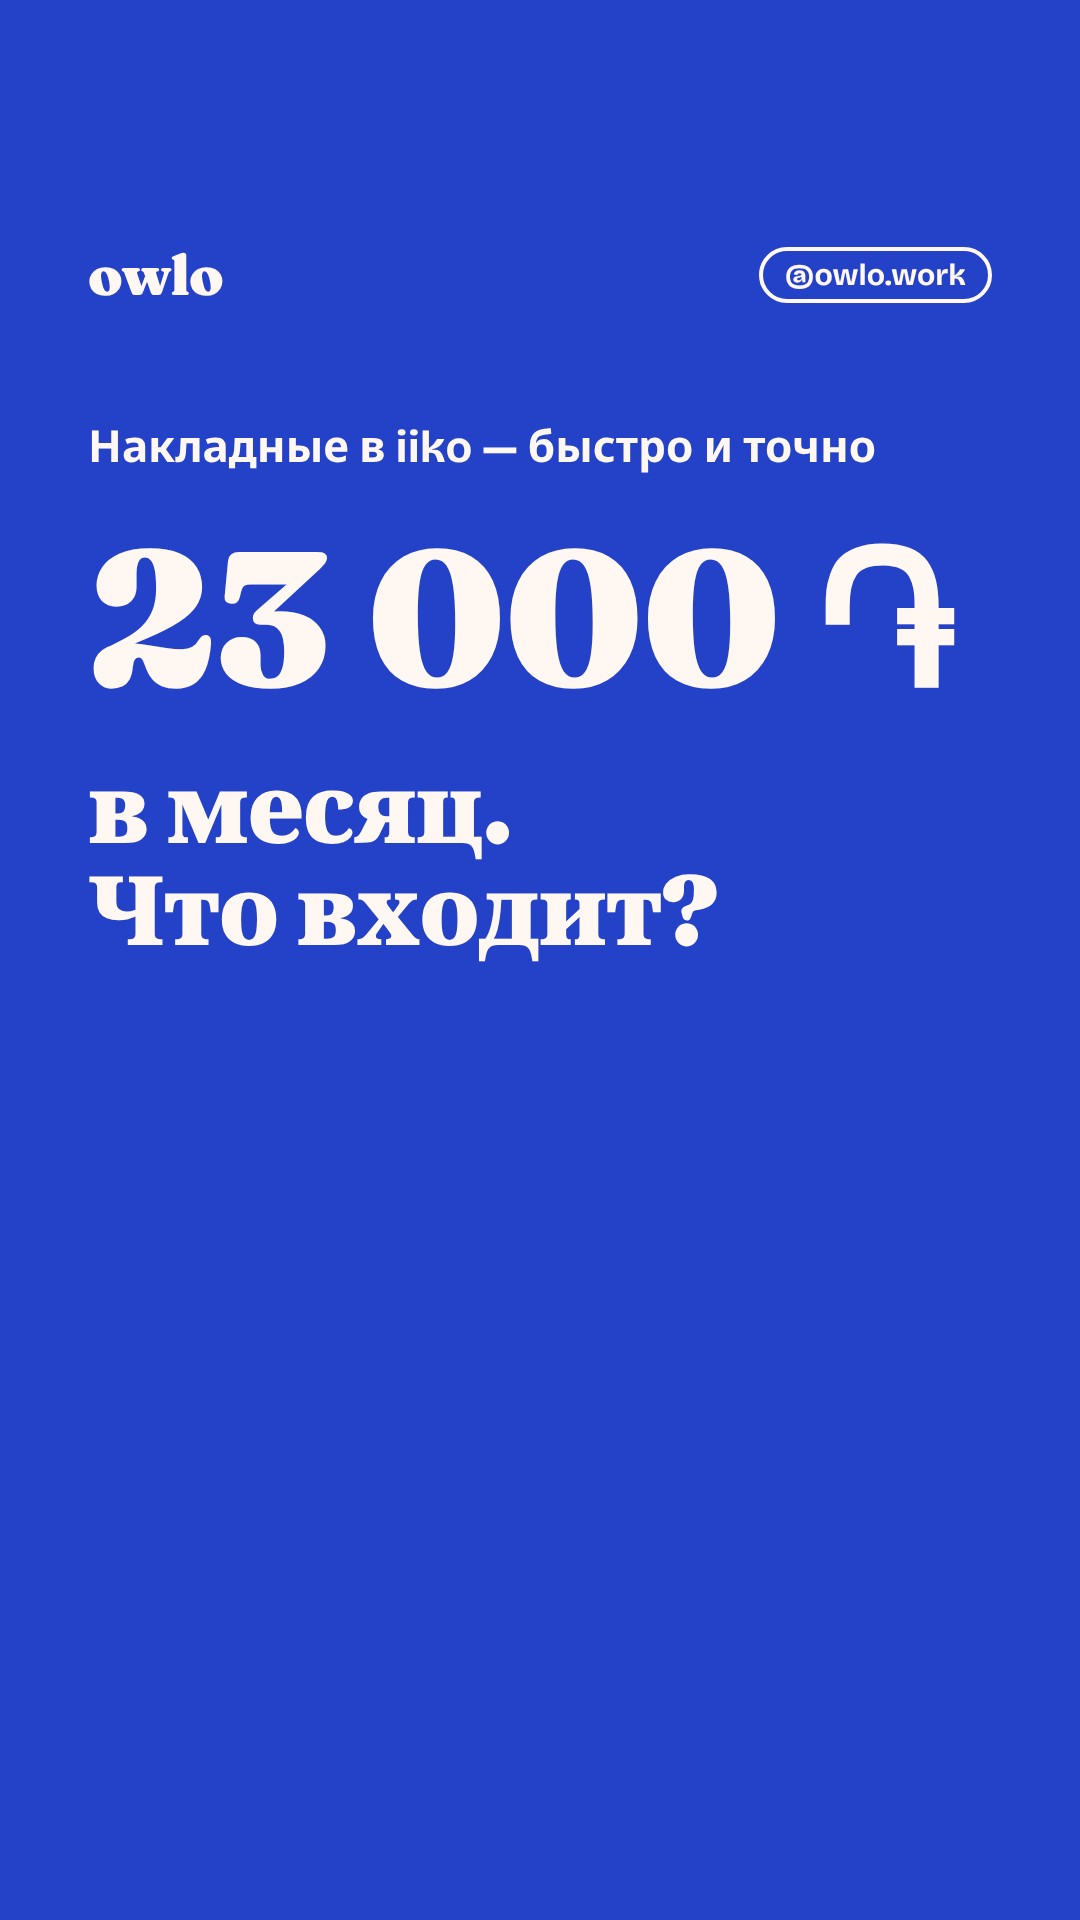 owlo
@owlo.work
Накладные в iiko — быстро и точно
23 000 ֏
в месяц.
Что входит?